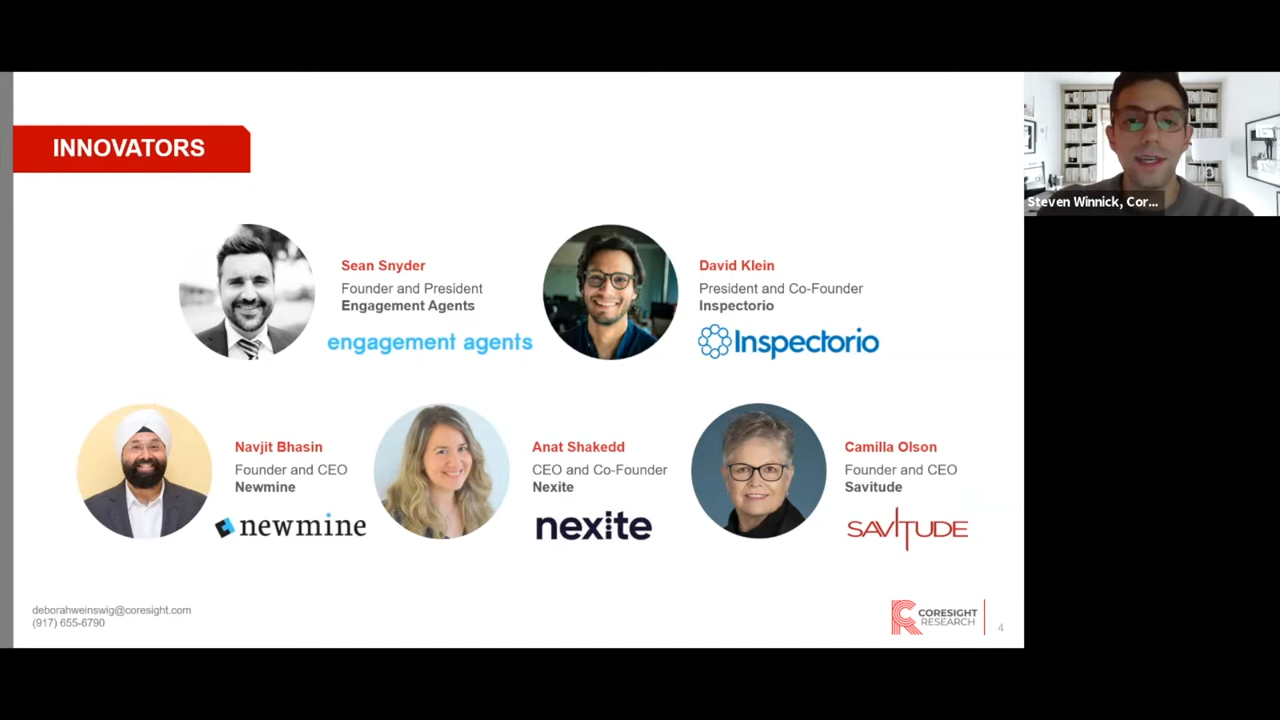 INNOVATORS
Steven Winnick, Cor...
Sean Snyder
Founder and President
Engagement Agents
engagement agents
David Klein
President and Co-Founder
Inspectorio
Inspectorio
Navjit Bhasin
Founder and CEO
Newmine
newmine
Anat Shakedd
CEO and Co-Founder
Nexite
nexite
Camilla Olson
Founder and CEO
Savitude
SAVITUDE
deborahweinswig@coresight.com
(917) 655-6790
CORESIGHT
RESEARCH
4